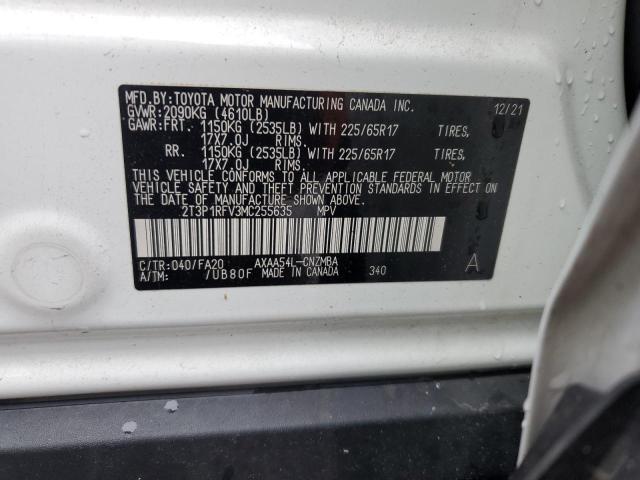 MFD.BY:TOYOTA MOTOR MANUFACTURING CANADA INC. 12/21
GVWR:2090KG (4610LB)
GAWR:FRT. 1150KG (2535LB) WITH 225/65R17 TIRES,
17X7.0J RIMS.
RR. 1150KG (2535LB) WITH 225/65R17 TIRES,
17X7.0J RIMS.
THIS VEHICLE CONFORMS TO ALL APPLICABLE FEDERAL MOTOR
VEHICLE SAFETY AND THEFT PREVENTION STANDARDS IN EFFECT ON
THE DATE OF MANUFACTURE SHOWN ABOVE.
2T3P1RFV3MC255635 MPV
C/TR:040/FA20 AXAA54L-CNZMBA
A/TM: /UB80F MADE IN CANADA 340 A